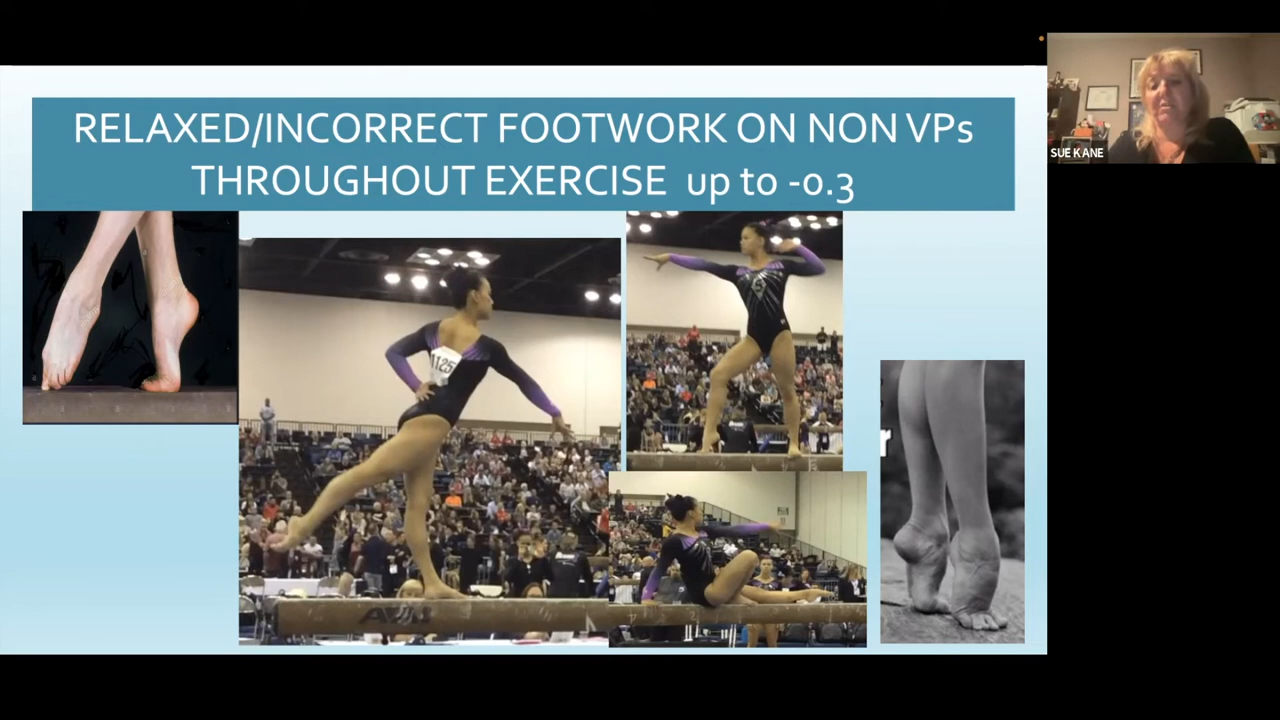 RELAXED/INCORRECT FOOTWORK ON NON VPs
THROUGHOUT EXERCISE up to -0.3
SUE KANE
1125
r